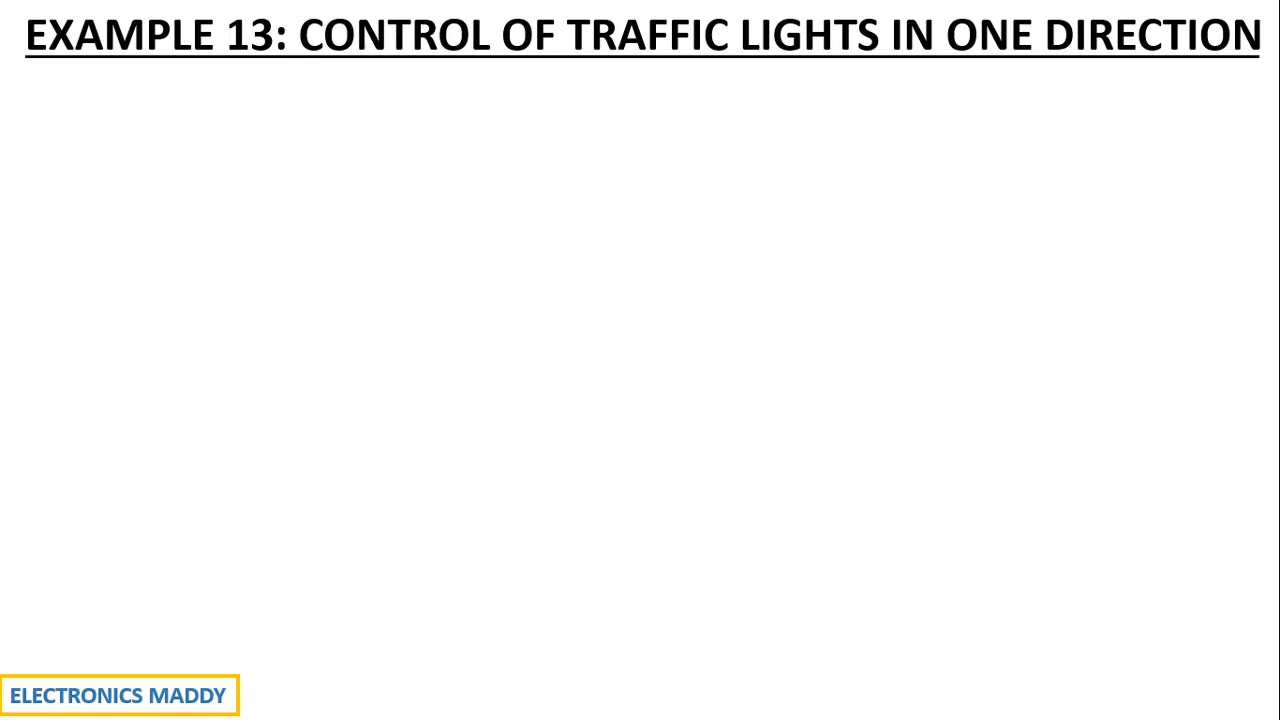 EXAMPLE 13: CONTROL OF TRAFFIC LIGHTS IN ONE DIRECTION
ELECTRONICS MADDY